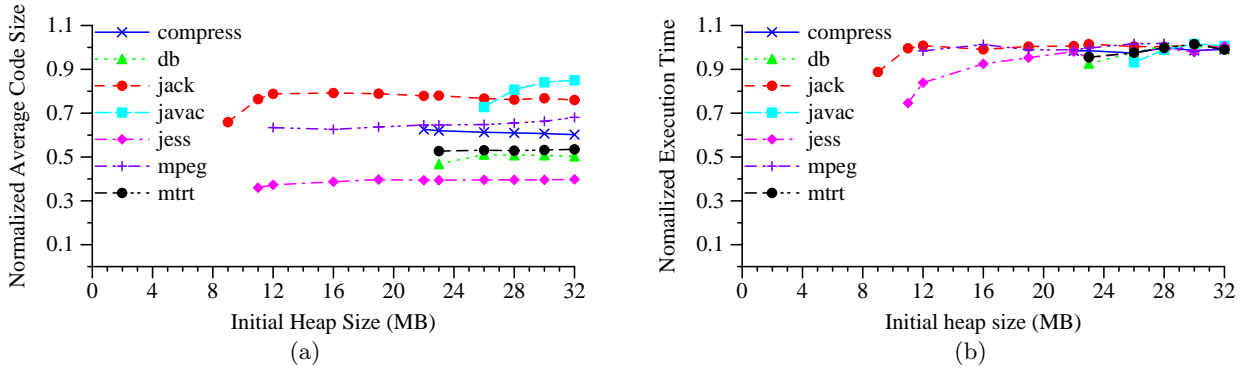 Normalized Average Code Size
1.1
0.9
0.7
0.5
0.3
0.1
compress
db
jack
javac
jess
mpeg
mtrt
0 4 8 12 16 20 24 28 32
Initial Heap Size (MB)
(a)
Nomailized Execution Time
1.1
0.9
0.7
0.5
0.3
0.1
compress
db
jack
javac
jess
mpeg
mtrt
0 4 8 12 16 20 24 28 32
Initial heap size (MB)
(b)